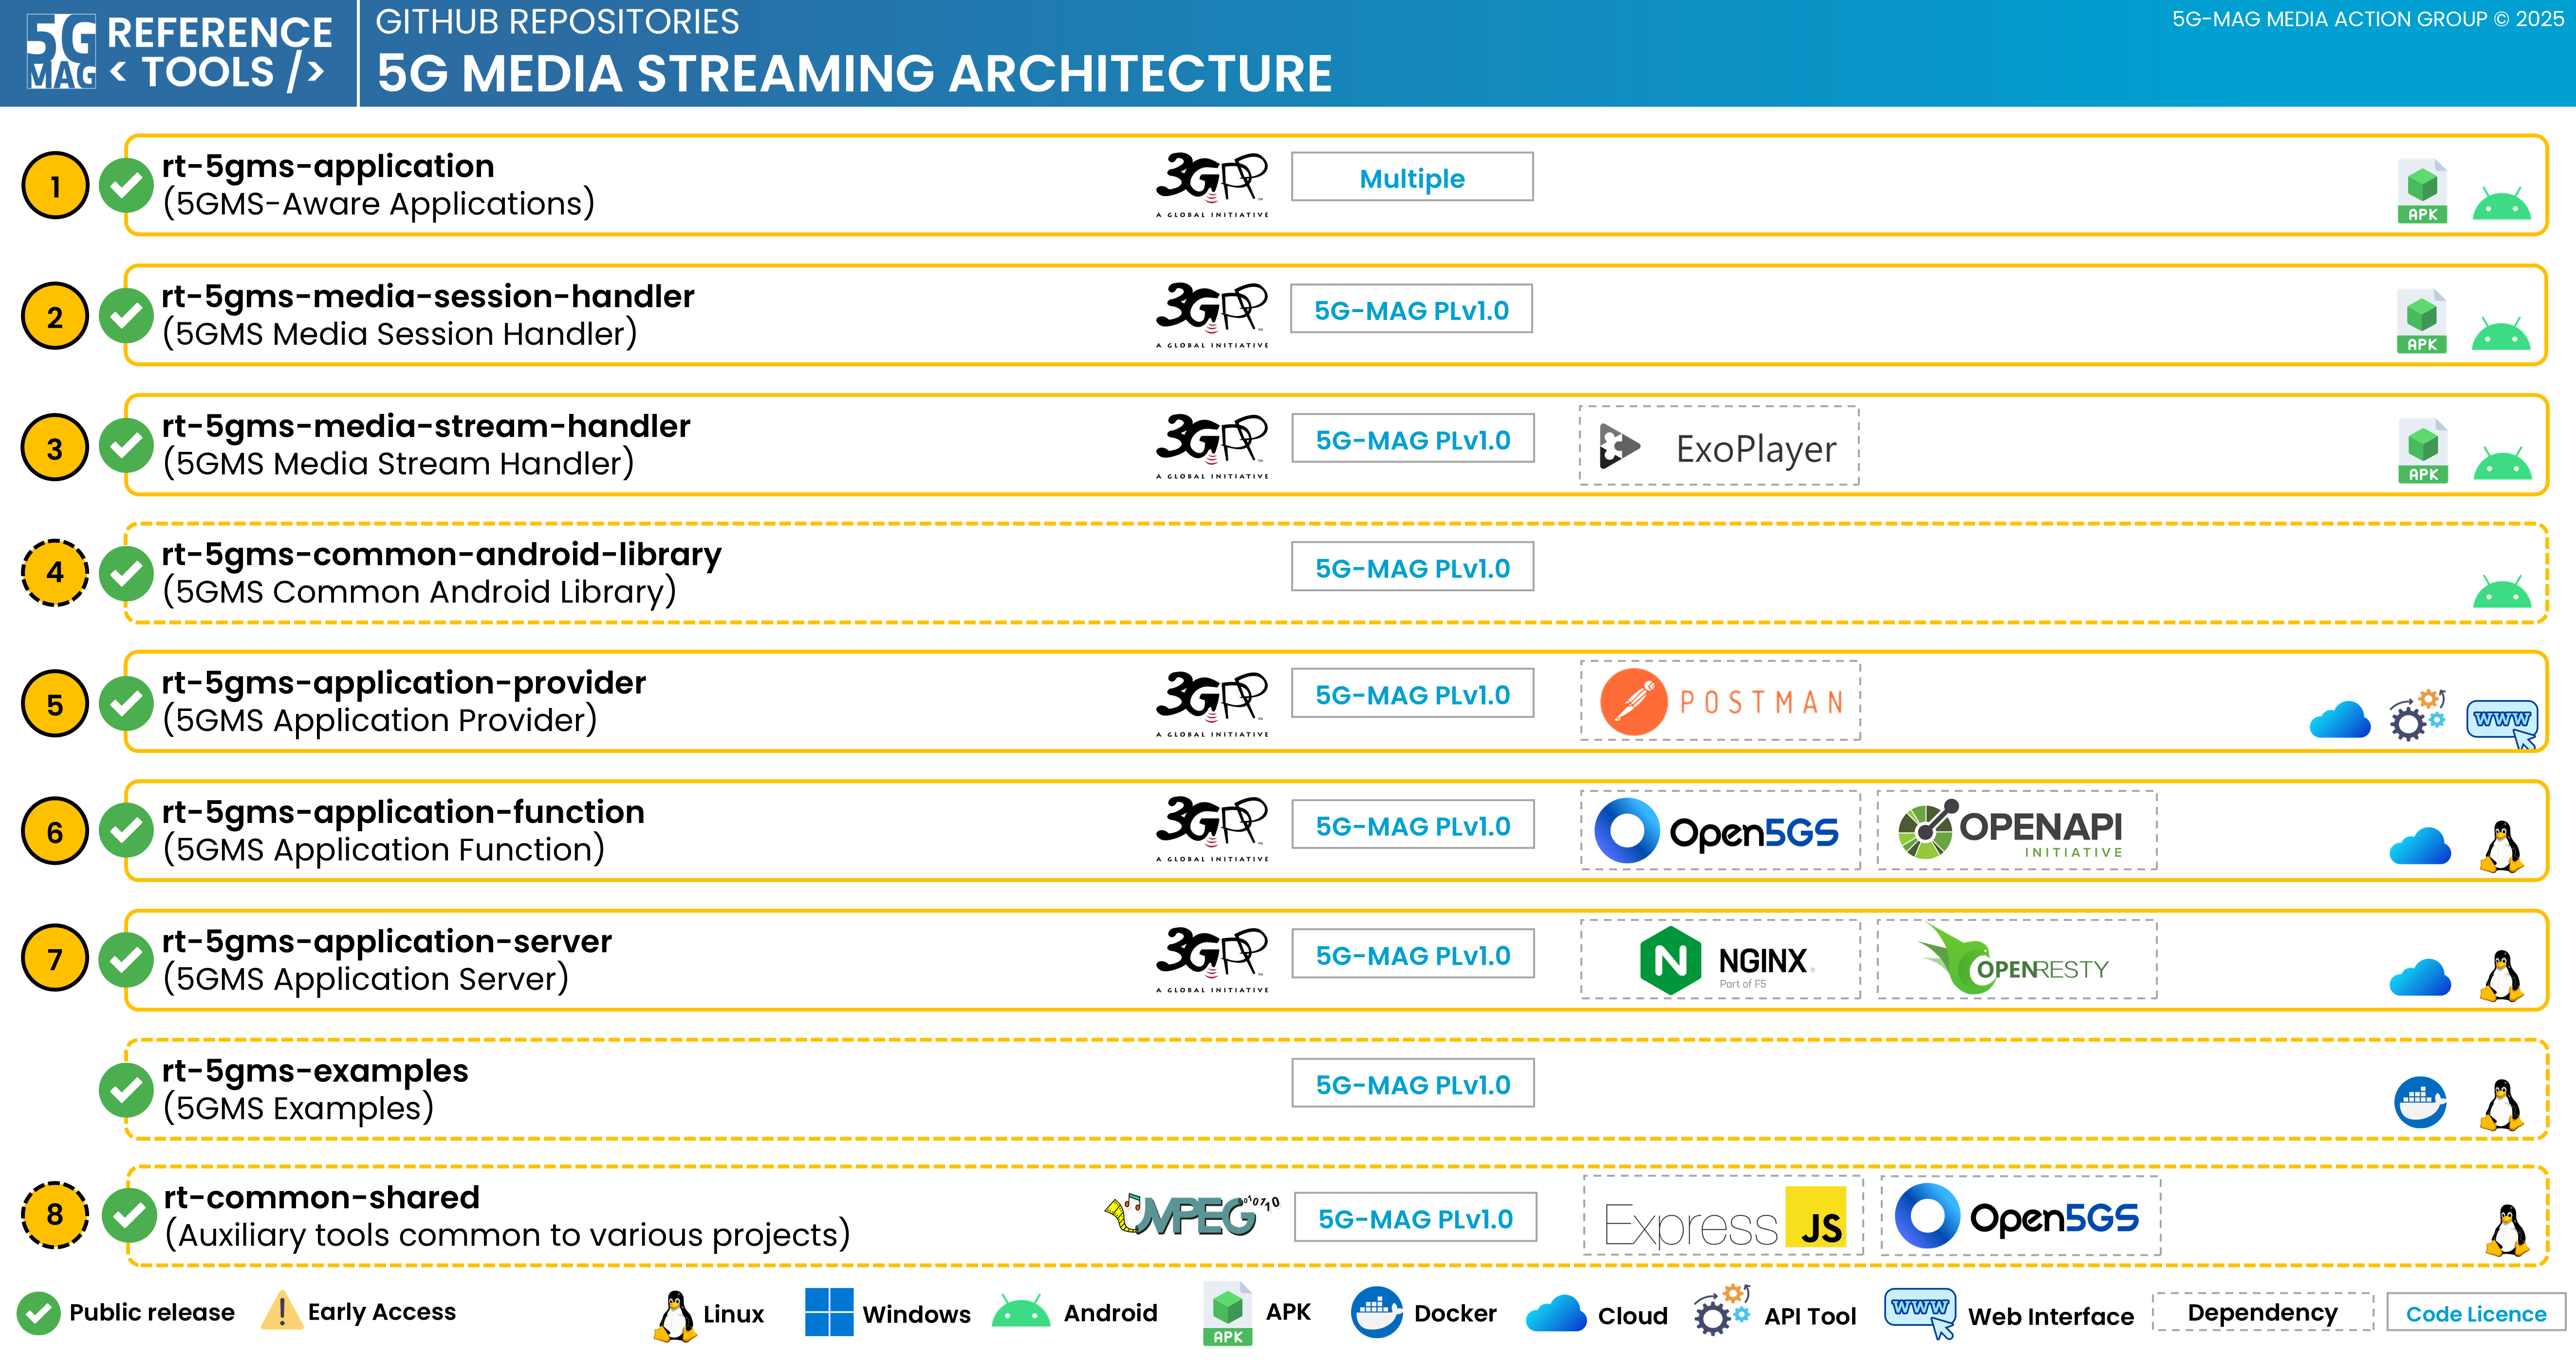 5G
MAG
REFERENCE
< TOOLS />
GITHUB REPOSITORIES
5G MEDIA STREAMING ARCHITECTURE
5G-MAG MEDIA ACTION GROUP © 2025
1
rt-5gms-application
(5GMS-Aware Applications)
3GPP™
A GLOBAL INITIATIVE
Multiple
APK
2
rt-5gms-media-session-handler
(5GMS Media Session Handler)
3GPP™
A GLOBAL INITIATIVE
5G-MAG PLv1.0
APK
3
rt-5gms-media-stream-handler
(5GMS Media Stream Handler)
3GPP™
A GLOBAL INITIATIVE
5G-MAG PLv1.0
ExoPlayer
APK
4
rt-5gms-common-android-library
(5GMS Common Android Library)
5G-MAG PLv1.0
5
rt-5gms-application-provider
(5GMS Application Provider)
3GPP™
A GLOBAL INITIATIVE
5G-MAG PLv1.0
POSTMAN
WWW
6
rt-5gms-application-function
(5GMS Application Function)
3GPP™
A GLOBAL INITIATIVE
5G-MAG PLv1.0
Open5GS
OPENAPI
INITIATIVE
7
rt-5gms-application-server
(5GMS Application Server)
3GPP™
A GLOBAL INITIATIVE
5G-MAG PLv1.0
N
NGINX
Part of F5
OPENRESTY
rt-5gms-examples
(5GMS Examples)
5G-MAG PLv1.0
8
rt-common-shared
(Auxiliary tools common to various projects)
MPEG
5G-MAG PLv1.0
Express
JS
Open5GS
Public release
Early Access
Linux
Windows
Android
APK
APK
Docker
Cloud
API Tool
WWW
Web Interface
Dependency
Code Licence